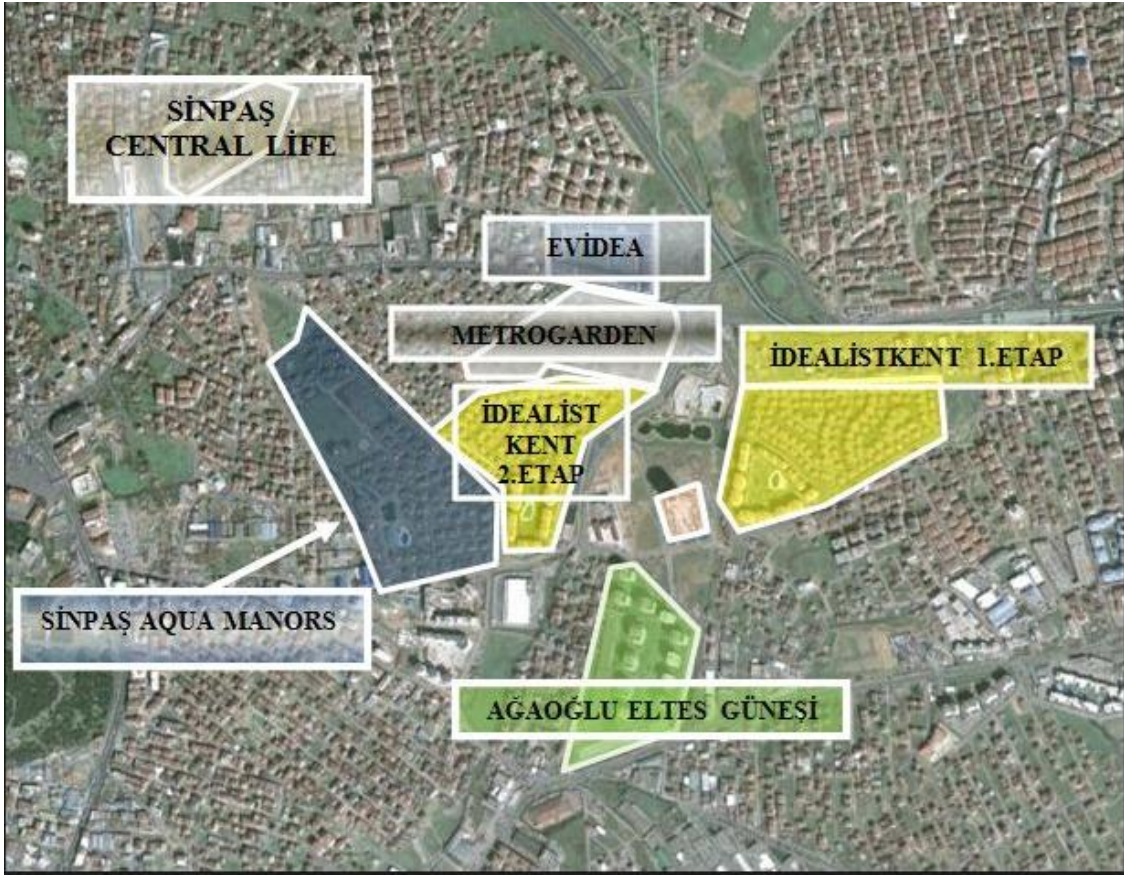 SİNPAŞ
CENTRAL LİFE
EVİDEA
METROGARDEN
İDEALİSTKENT 1.ETAP
İDEALİST
KENT
2.ETAP
SİNPAŞ AQUA MANORS
AĞAOĞLU ELTES GÜNEŞİ